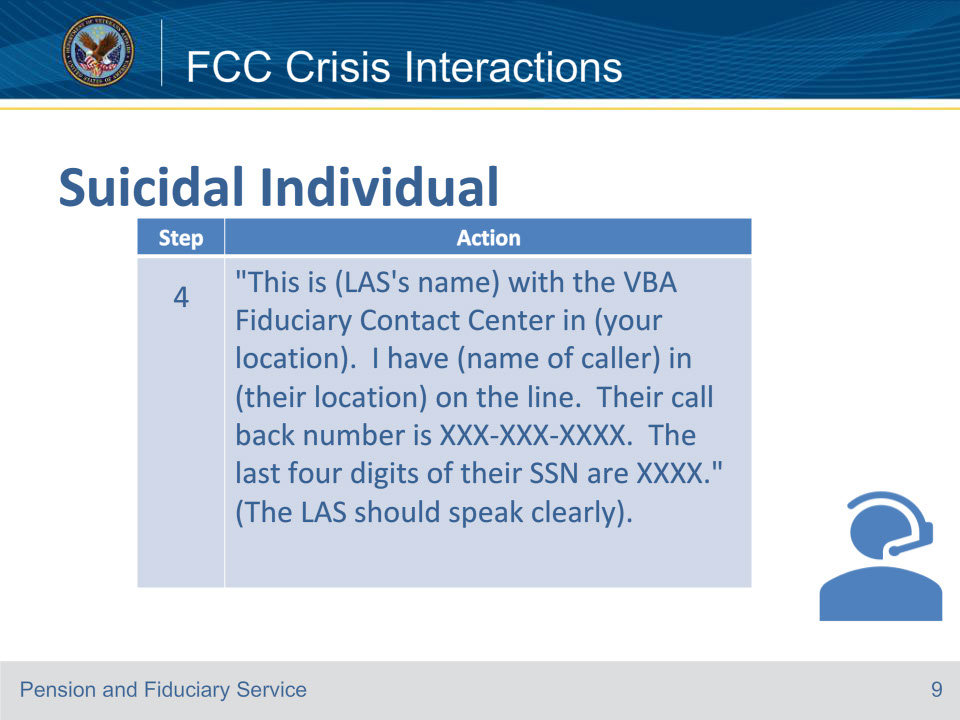 FCC Crisis Interactions
Suicidal Individual
Step Action
4 "This is (LAS's name) with the VBA
Fiduciary Contact Center in (your
location).  I have (name of caller) in
(their location) on the line.  Their call
back number is XXX-XXX-XXXX.  The
last four digits of their SSN are XXXX."
(The LAS should speak clearly).
Pension and Fiduciary Service 9